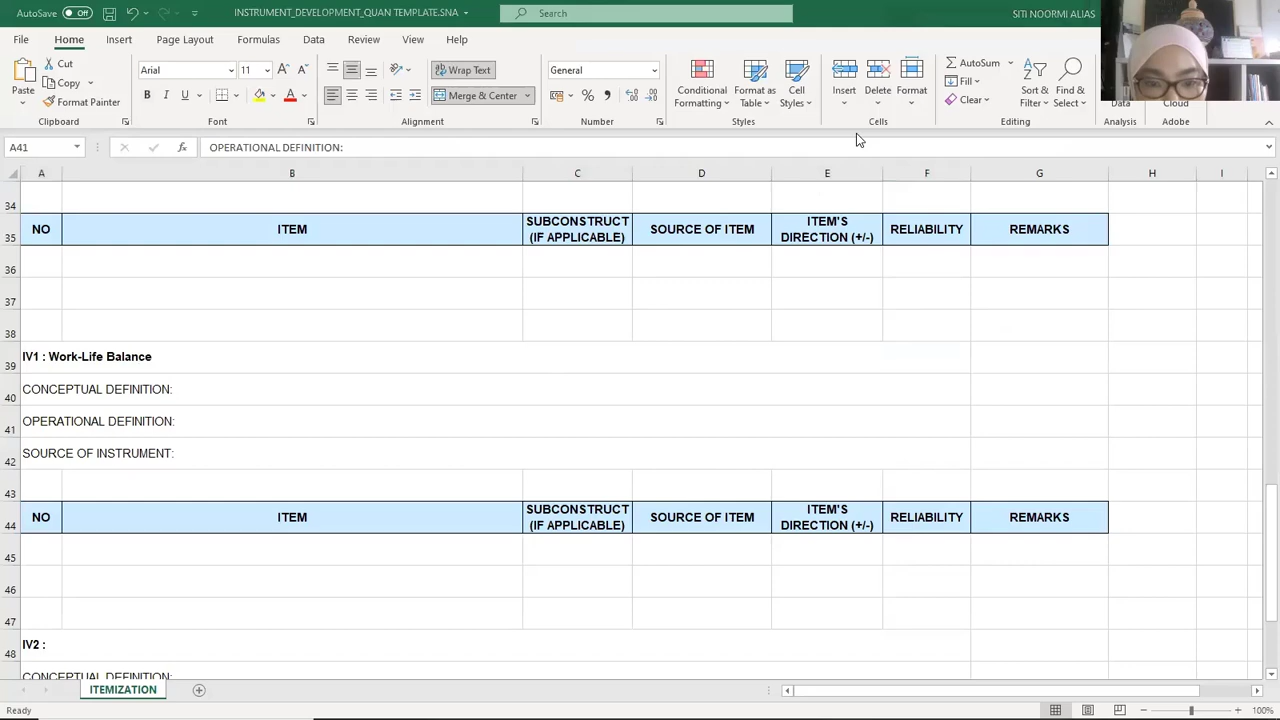 AutoSave Off INSTRUMENT_DEVELOPMENT_QUAN TEMPLATE.SNA Search SITI NOORMI ALIAS
File Home Insert Page Layout Formulas Data Review View Help
Paste Cut Copy Format Painter Clipboard
Arial 11 B I U Font
Wrap Text Merge & Center Alignment
General % Number
Conditional Formatting Format as Table Cell Styles Styles
Insert Delete Format Cells
AutoSum Fill Clear Sort & Filter Find & Select Editing
Data Analysis Analysis
Cloud Adobe
A41 fx OPERATIONAL DEFINITION:
A B C D E F G H I
34
35 NO ITEM SUBCONSTRUCT (IF APPLICABLE) SOURCE OF ITEM ITEM'S DIRECTION (+/-) RELIABILITY REMARKS
36
37
38
39 IV1 : Work-Life Balance
40 CONCEPTUAL DEFINITION:
41 OPERATIONAL DEFINITION:
42 SOURCE OF INSTRUMENT:
43
44 NO ITEM SUBCONSTRUCT (IF APPLICABLE) SOURCE OF ITEM ITEM'S DIRECTION (+/-) RELIABILITY REMARKS
45
46
47
48 IV2 :
CONCEPTUAL DEFINITION:
ITEMIZATION
Ready 100%